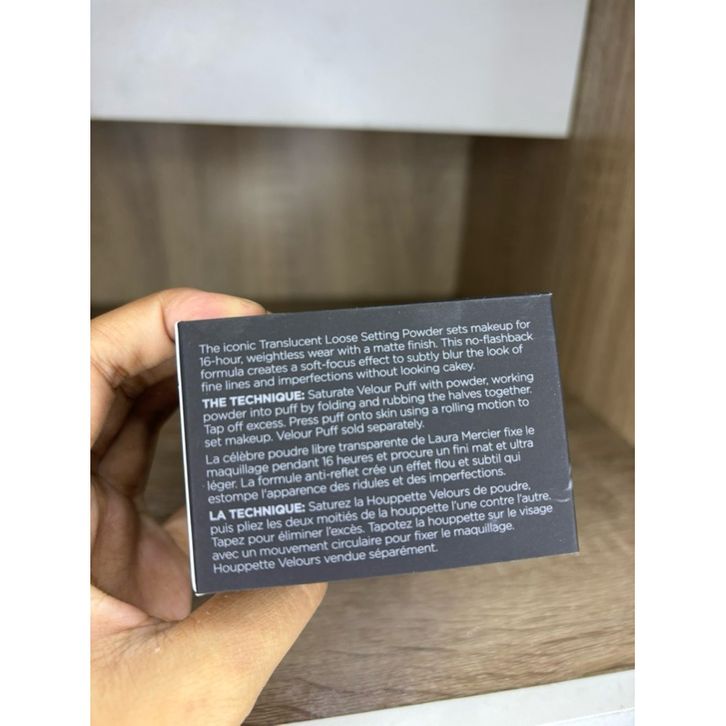 The iconic Translucent Loose Setting Powder sets makeup for
16-hour, weightless wear with a matte finish. This no-flashback
formula creates a soft-focus effect to subtly blur the look of
fine lines and imperfections without looking cakey.
THE TECHNIQUE: Saturate Velour Puff with powder, working
powder into puff by folding and rubbing the halves together.
Tap off excess. Press puff onto skin using a rolling motion to
set makeup. Velour Puff sold separately.
La célèbre poudre libre transparente de Laura Mercier fixe le
maquillage pendant 16 heures et procure un fini mat et ultra
léger. La formule anti-reflet crée un effet flou et subtil qui
estompe l'apparence des ridules et des imperfections.
LA TECHNIQUE: Saturez la Houppette Velours de poudre,
puis pliez les deux moitiés de la houppette l'une contre l'autre.
Tapez pour éliminer l'excès. Tapotez la houppette sur le visage
avec un mouvement circulaire pour fixer le maquillage.
Houppette Velours vendue séparément.